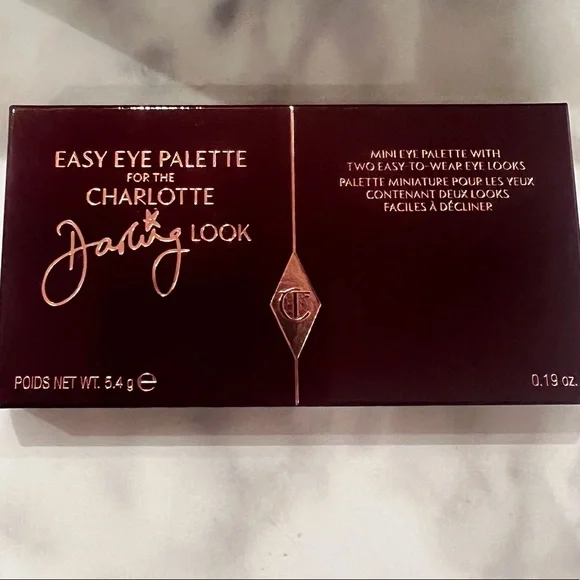 EASY EYE PALETTE
FOR THE
CHARLOTTE
Darling LOOK
MINI EYE PALETTE WITH
TWO EASY-TO-WEAR EYE LOOKS
PALETTE MINIATURE POUR LES YEUX
CONTENANT DEUX LOOKS
FACILES À DÉCLINER
CT
POIDS NET WT. 5.4 g ℮
0.19 oz.